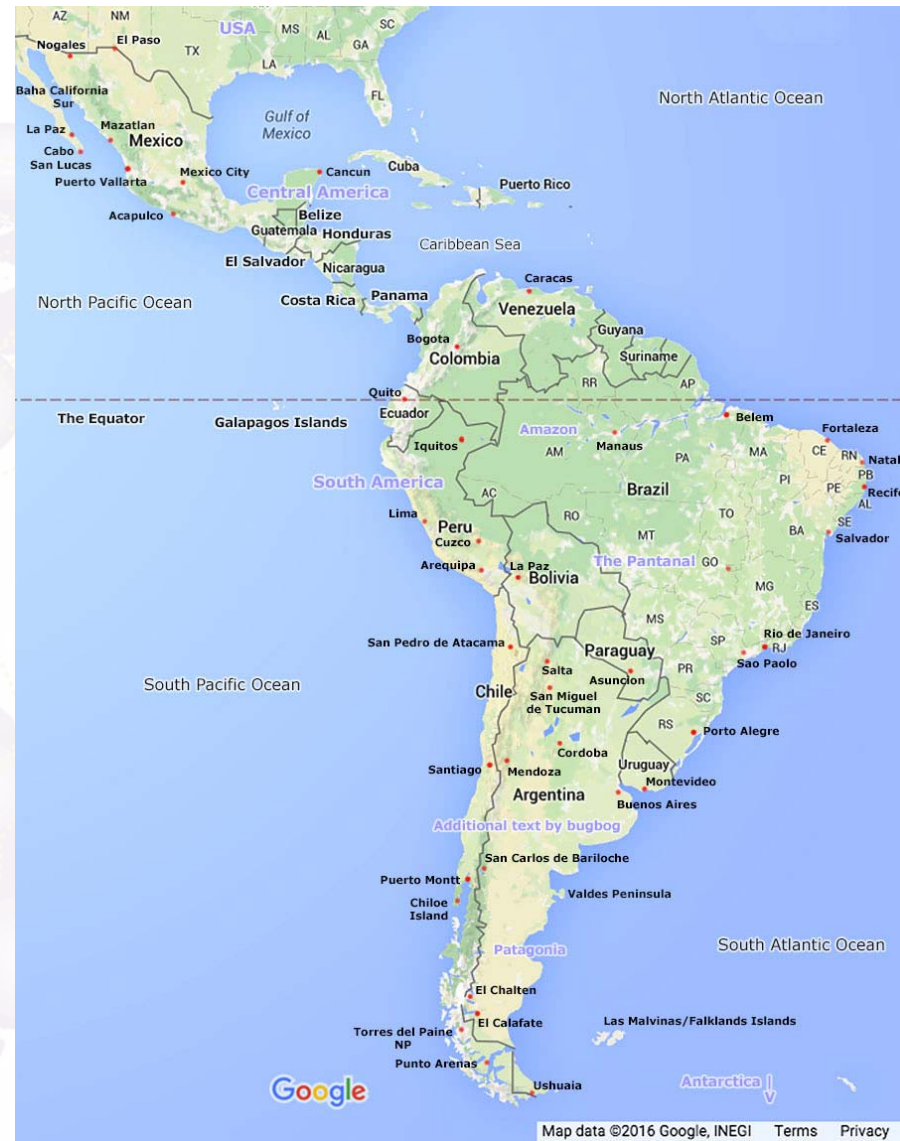 AZ
NM
USA
MS
AL
SC
GA
El Paso
Nogales
TX
LA
FL
Baha California
Sur
North Atlantic Ocean
Gulf of
Mexico
Mazatlan
La Paz
Mexico
Cabo
San Lucas
Cuba
Mexico City
Cancun
Puerto Vallarta
Puerto Rico
Central America
Acapulco
Belize
Guatemala
Honduras
Caribbean Sea
El Salvador
Nicaragua
Caracas
North Pacific Ocean
Costa Rica
Panama
Venezuela
Guyana
Bogota
Colombia
Suriname
RR
AP
Quito
Ecuador
The Equator
Galapagos Islands
Belem
Amazon
Fortaleza
Iquitos
Manaus
AM
PA
MA
CE
RN
Natal
PI
PB
South America
AC
Brazil
PE
Recife
AL
Lima
RO
TO
SE
Peru
MT
BA
Salvador
Cuzco
Arequipa
La Paz
Bolivia
The Pantanal
GO
MG
ES
MS
San Pedro de Atacama
Paraguay
SP
Rio de Janeiro
RJ
Salta
PR
Sao Paolo
Asuncion
South Pacific Ocean
Chile
San Miguel
de Tucuman
SC
RS
Porto Alegre
Cordoba
Santiago
Mendoza
Uruguay
Montevideo
Argentina
Buenos Aires
Additional text by bugbog
San Carlos de Bariloche
Puerto Montt
Valdes Peninsula
Chiloe
Island
Patagonia
South Atlantic Ocean
El Chalten
El Calafate
Las Malvinas/Falklands Islands
Torres del Paine
NP
Punto Arenas
Google
Ushuaia
Antarctica |
V
Map data ©2016 Google, INEGI Terms Privacy